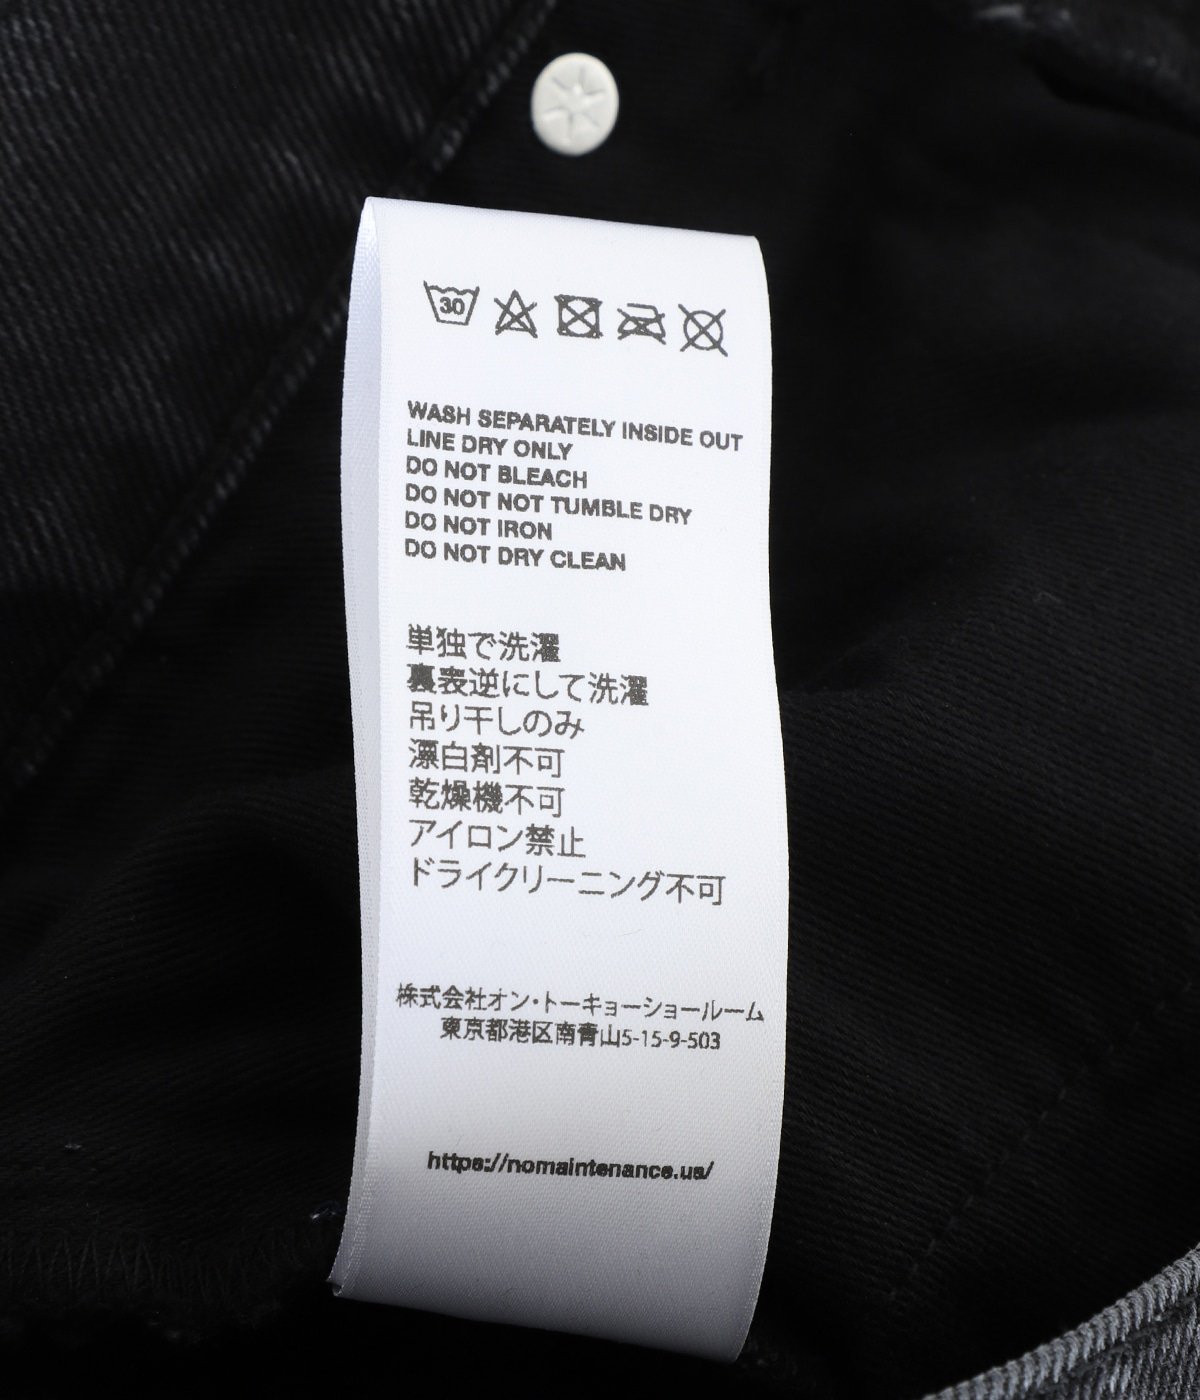 30
WASH SEPARATELY INSIDE OUT
LINE DRY ONLY
DO NOT BLEACH
DO NOT NOT TUMBLE DRY
DO NOT IRON
DO NOT DRY CLEAN
単独で洗濯
裏表逆にして洗濯
吊り干しのみ
漂白剤不可
乾燥機不可
アイロン禁止
ドライクリーニング不可
株式会社オン・トーキョーショールーム
東京都港区南青山5-15-9-503
https://nomaintenance.us/